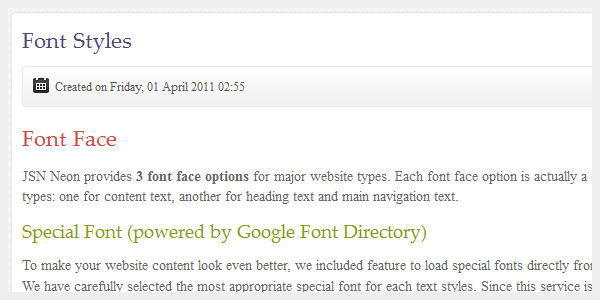 Font Styles
Created on Friday, 01 April 2011 02:55
Font Face
JSN Neon provides 3 font face options for major website types. Each font face option is actually a
types: one for content text, another for heading text and main navigation text.
Special Font (powered by Google Font Directory)
To make your website content look even better, we included feature to load special fonts directly from
We have carefully selected the most appropriate special font for each text styles. Since this service is